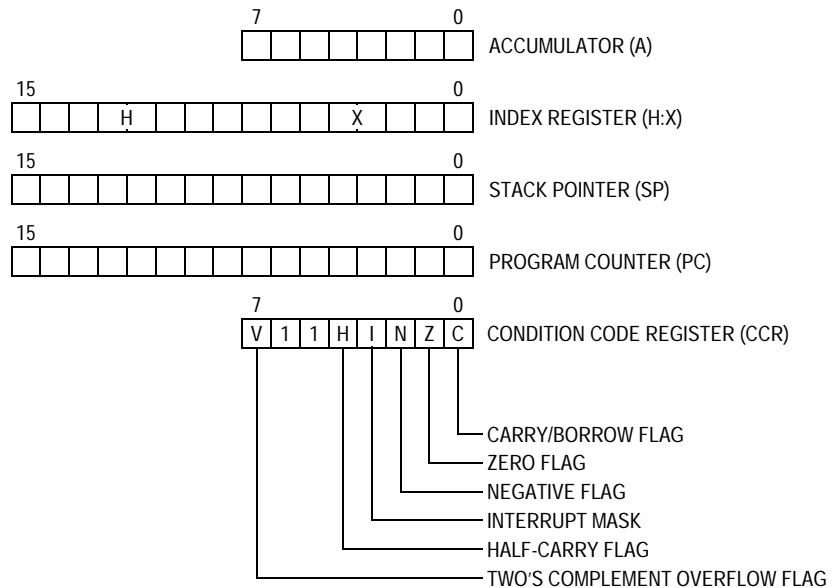 7 0
ACCUMULATOR (A)
15 0
H X INDEX REGISTER (H:X)
15 0
STACK POINTER (SP)
15 0
PROGRAM COUNTER (PC)
7 0
V 1 1 H I N Z C CONDITION CODE REGISTER (CCR)
CARRY/BORROW FLAG
ZERO FLAG
NEGATIVE FLAG
INTERRUPT MASK
HALF-CARRY FLAG
TWO'S COMPLEMENT OVERFLOW FLAG